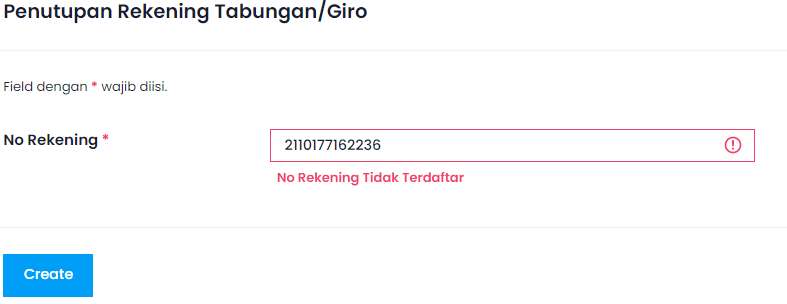 Penutupan Rekening Tabungan/Giro
Field dengan * wajib diisi.
No Rekening * 2110177162236
No Rekening Tidak Terdaftar
Create